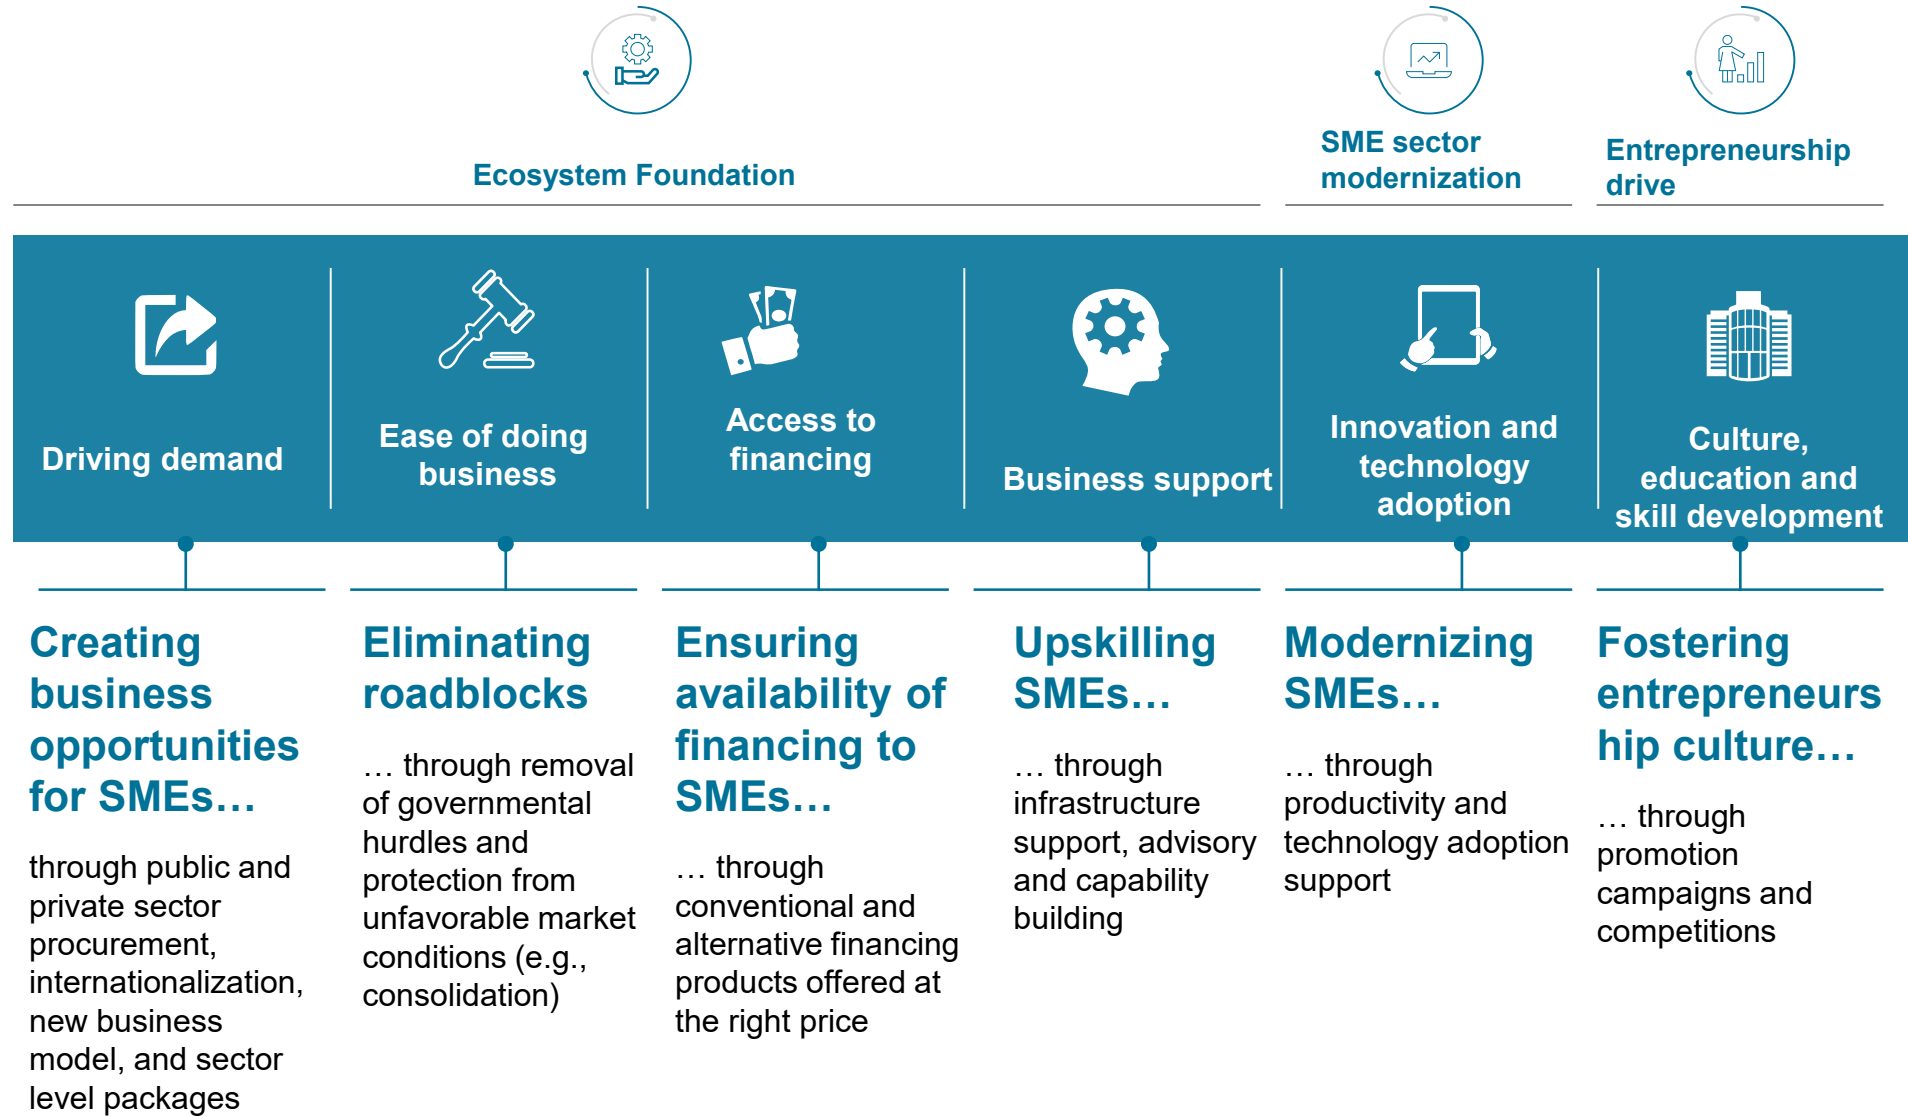 Ecosystem Foundation
SME sector
modernization
Entrepreneurship
drive
Driving demand
Ease of doing
business
Access to
financing
Business support
Innovation and
technology
adoption
Culture,
education and
skill development
Creating
business
opportunities
for SMEs…
through public and
private sector
procurement,
internationalization,
new business
model, and sector
level packages
Eliminating
roadblocks
… through removal
of governmental
hurdles and
protection from
unfavorable market
conditions (e.g.,
consolidation)
Ensuring
availability of
financing to
SMEs…
… through
conventional and
alternative financing
products offered at
the right price
Upskilling
SMEs…
… through
infrastructure
support, advisory
and capability
building
Modernizing
SMEs…
… through
productivity and
technology adoption
support
Fostering
entrepreneurs
hip culture…
… through
promotion
campaigns and
competitions